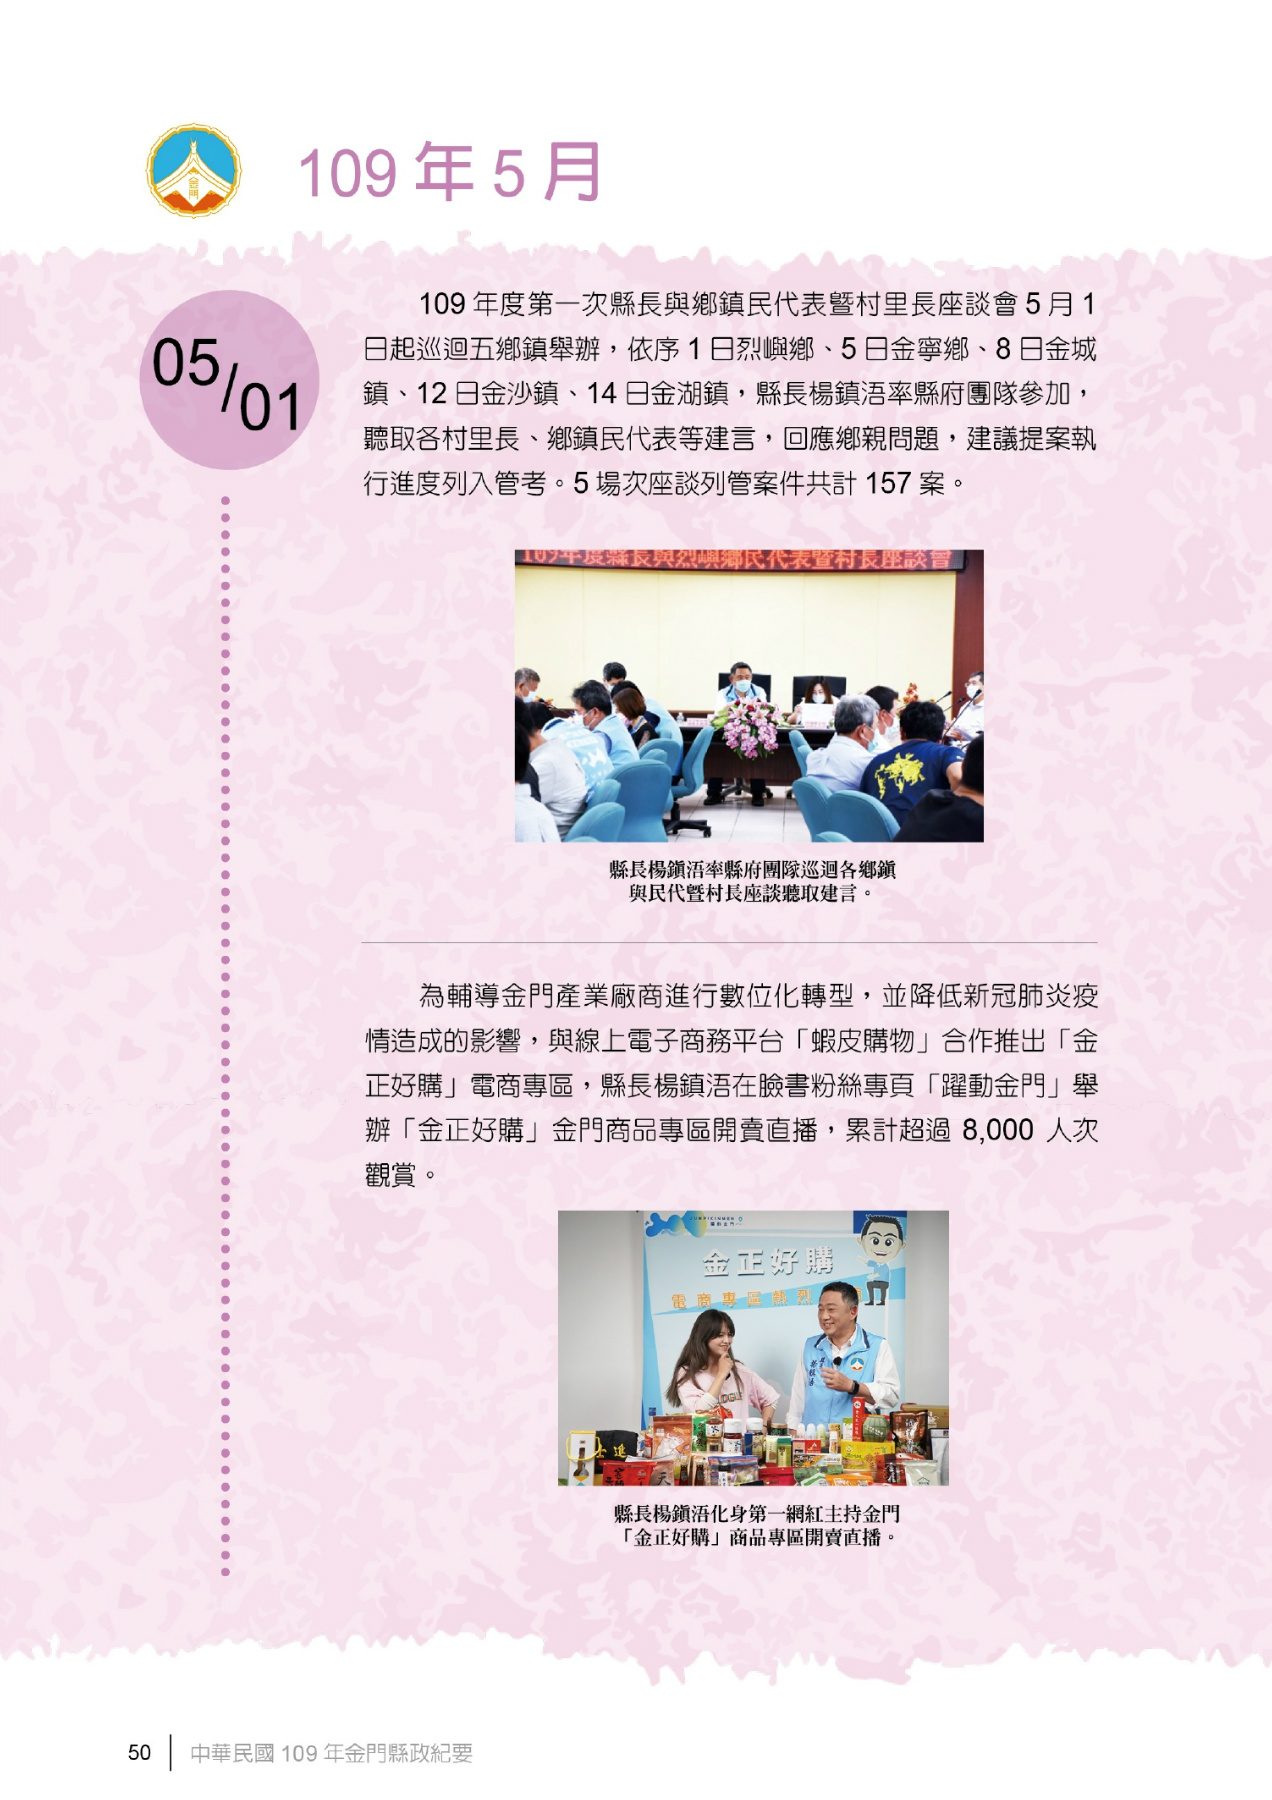 金門
109 年 5 月
05/01
109 年度第一次縣長與鄉鎮民代表暨村里長座談會 5 月 1
日起巡迴五鄉鎮舉辦，依序 1 日烈嶼鄉、5 日金寧鄉、8 日金城
鎮、12 日金沙鎮、14 日金湖鎮，縣長楊鎮浯率縣府團隊參加，
聽取各村里長、鄉鎮民代表等建言，回應鄉親問題，建議提案執
行進度列入管考。5 場次座談列管案件共計 157 案。
109年度縣長與烈嶼鄉民代表暨村長座談會
縣長楊鎮浯率縣府團隊巡迴各鄉鎮
與民代暨村長座談聽取建言。
為輔導金門產業廠商進行數位化轉型，並降低新冠肺炎疫
情造成的影響，與線上電子商務平台「蝦皮購物」合作推出「金
正好購」電商專區，縣長楊鎮浯在臉書粉絲專頁「躍動金門」舉
辦「金正好購」金門商品專區開賣直播，累計超過 8,000 人次
觀賞。
金正好購
電商專區熱烈
縣長楊鎮浯化身第一網紅主持金門
「金正好購」商品專區開賣直播。
50
中華民國 109 年金門縣政紀要